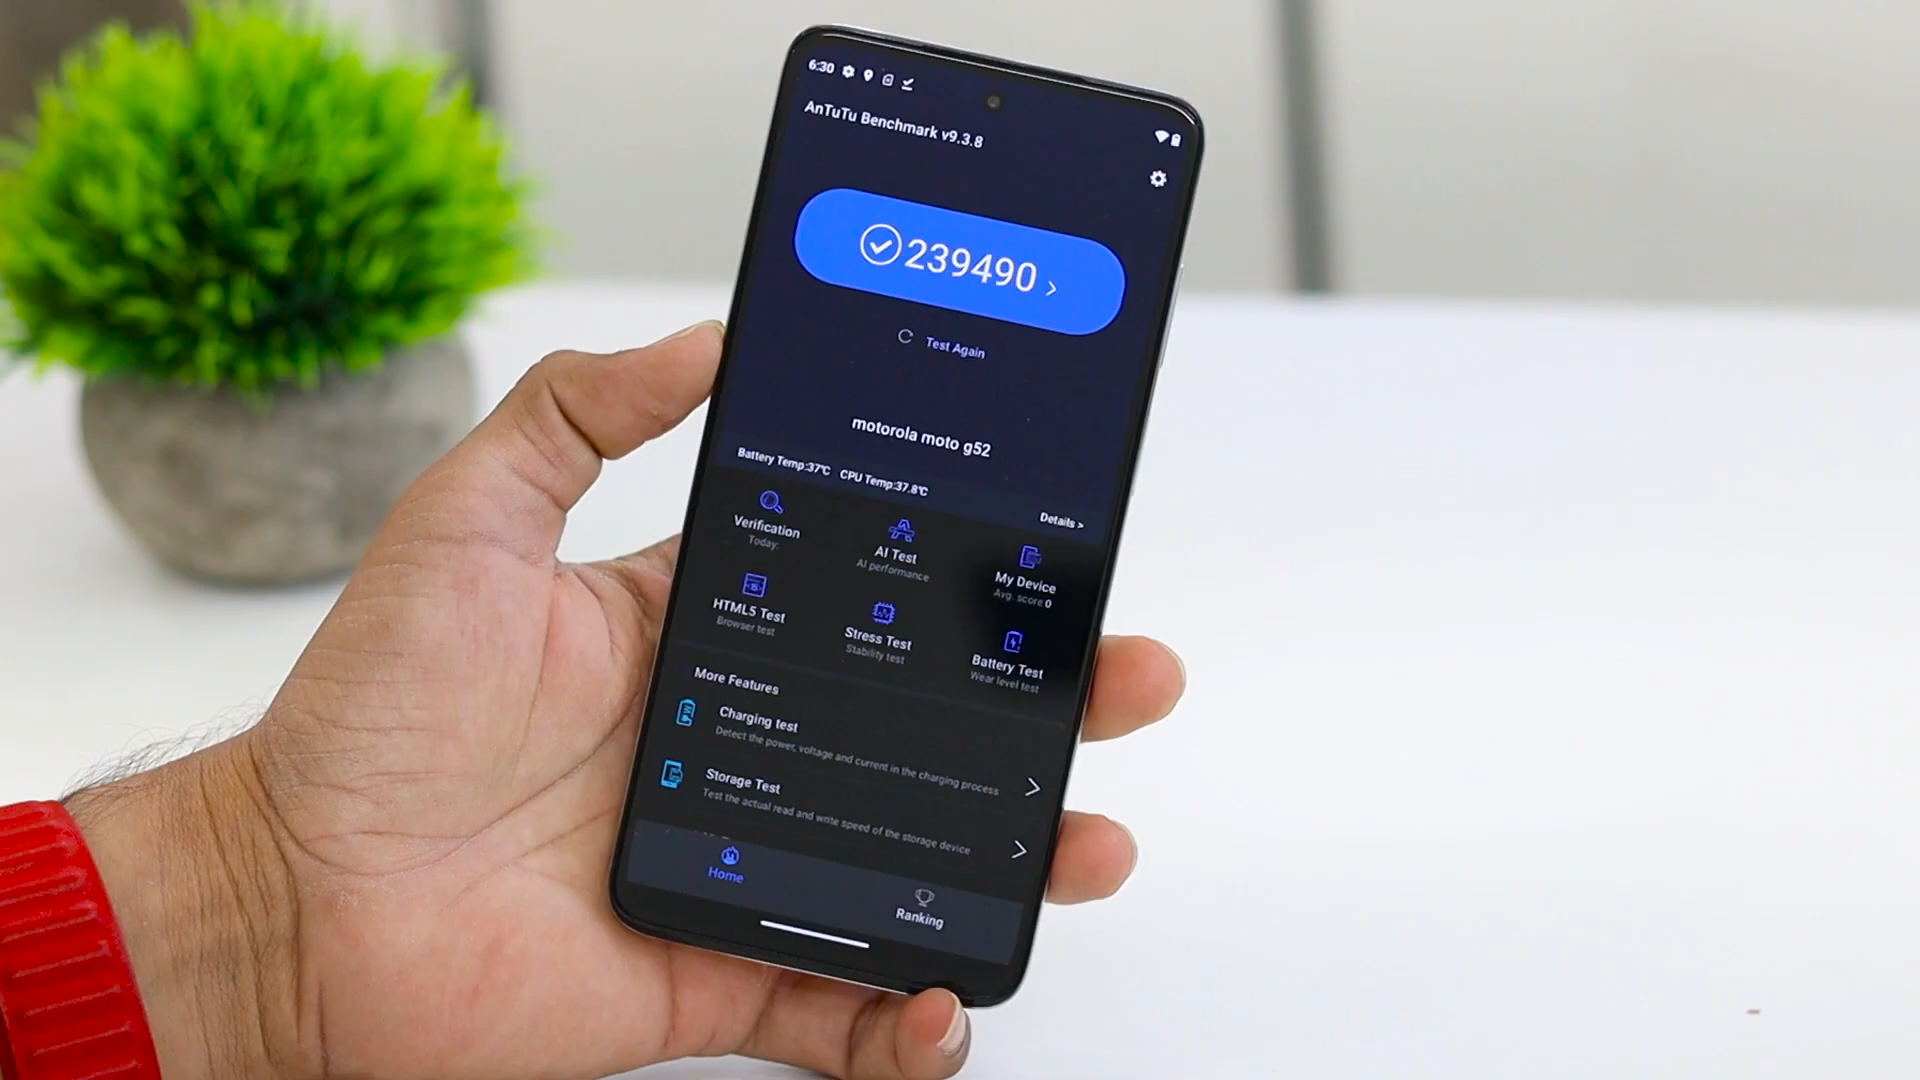 6:30
AnTuTu Benchmark v9.3.8
239490
Test Again
motorola moto g52
Battery Temp:37℃ CPU Temp:37.8℃
Details >
Verification
Today:
AI Test
AI performance
My Device
Avg. score 0
HTML5 Test
Browser test
Stress Test
Stability test
Battery Test
Wear level test
More Features
Charging test
Detect the power, voltage and current in the charging process
Storage Test
Test the actual read and write speed of the storage device
Home
Ranking